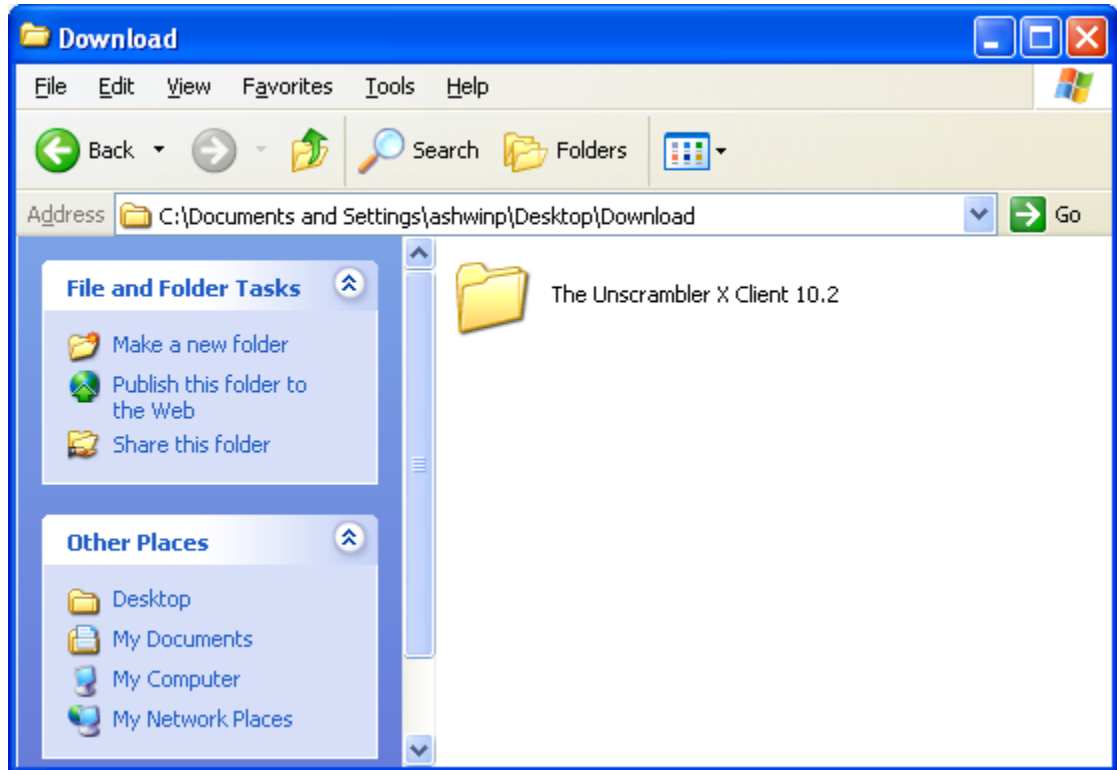 Download
File Edit View Favorites Tools Help
Back Search Folders
Address C:\Documents and Settings\ashwinp\Desktop\Download Go
File and Folder Tasks
Make a new folder
Publish this folder to
the Web
Share this folder
Other Places
Desktop
My Documents
My Computer
My Network Places
The Unscrambler X Client 10.2